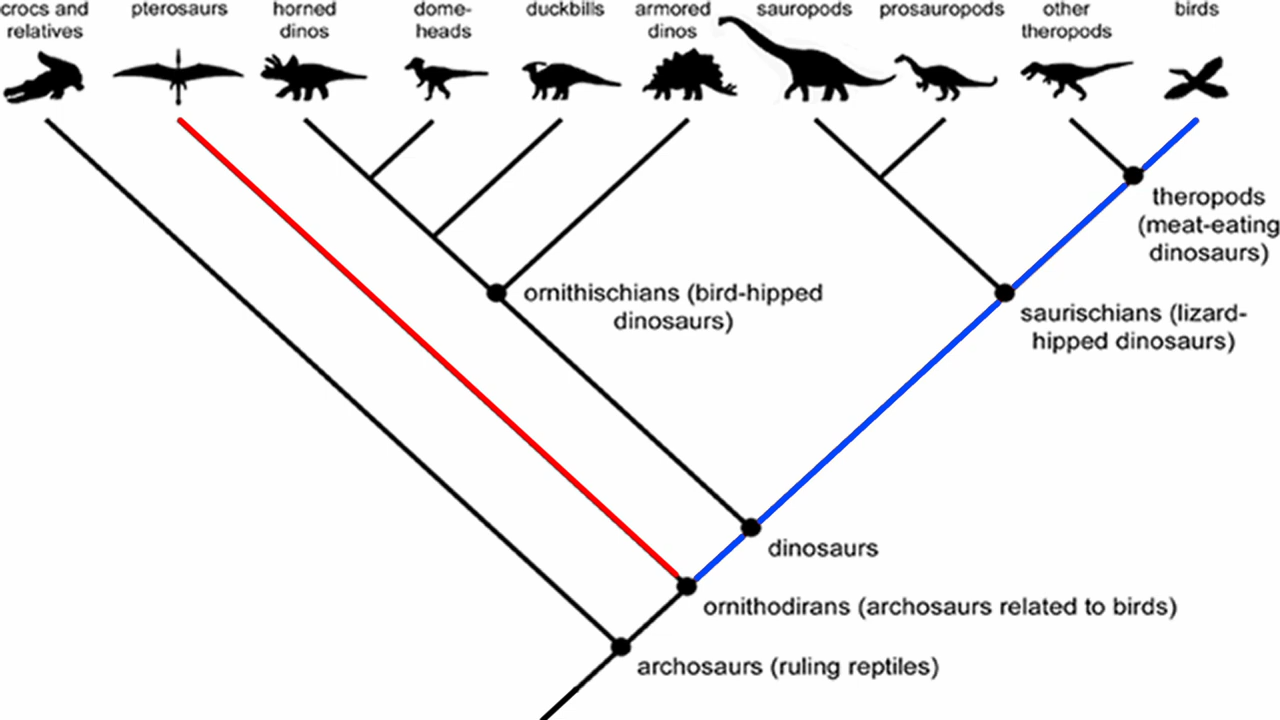 crocs and
relatives
pterosaurs
horned
dinos
dome-
heads
duckbills
armored
dinos
sauropods
prosauropods
other
theropods
birds
theropods
(meat-eating
dinosaurs)
ornithischians (bird-hipped
dinosaurs)
saurischians (lizard-
hipped dinosaurs)
dinosaurs
ornithodirans (archosaurs related to birds)
archosaurs (ruling reptiles)